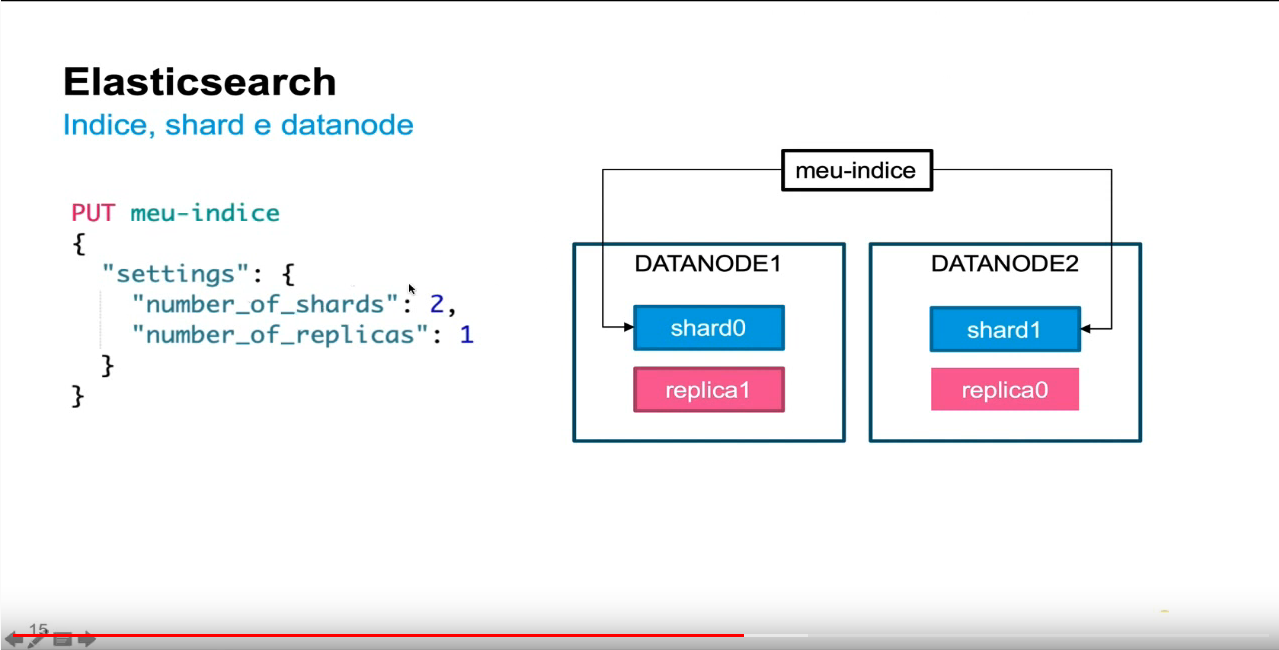 Elasticsearch
Indice, shard e datanode
PUT meu-indice
{
"settings": {
"number_of_shards": 2,
"number_of_replicas": 1
}
}
meu-indice
DATANODE1
shard0
replica1
DATANODE2
shard1
replica0
15